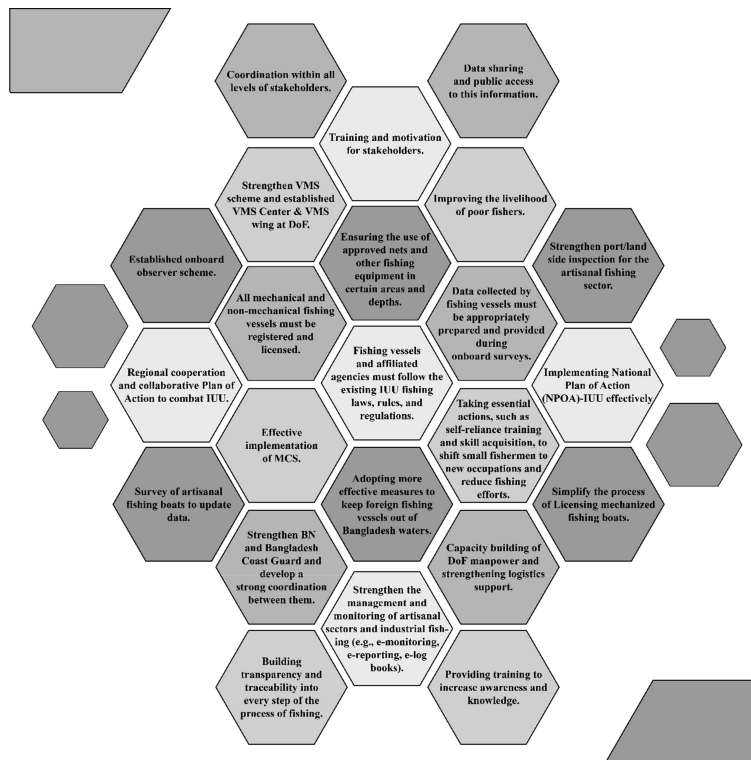 Coordination within all
levels of stakeholders.
Data sharing
and public access
to this information.
Training and motivation
for stakeholders.
Strengthen VMS
scheme and established
VMS Center & VMS
wing at DoF.
Improving the livelihood
of poor fishers.
Established onboard
observer scheme.
Ensuring the use of
approved nets and
other fishing
equipment in
certain areas and
depths.
Strengthen port/land
side inspection for the
artisanal fishing
sector.
All mechanical and
non-mechanical fishing
vessels must be
registered and
licensed.
Data collected by
fishing vessels must
be appropriately
prepared and provided
during
onboard surveys.
Regional cooperation
and collaborative Plan of
Action to combat IUU.
Fishing vessels
and affiliated
agencies must follow the
existing IUU fishing
laws, rules, and
regulations.
Implementing National
Plan of Action
(NPOA)-IUU effectively
Effective
implementation
of MCS.
Taking essential
actions, such as
self-reliance training
and skill acquisition, to
shift small fishermen to
new occupations and
reduce fishing
efforts.
Survey of artisanal
fishing boats to update
data.
Adopting more
effective measures to
keep foreign fishing
vessels out of
Bangladesh waters.
Simplify the process
of Licensing mechanized
fishing boats.
Strengthen BN
and Bangladesh
Coast Guard and
develop a
strong coordination
between them.
Capacity building of
DoF manpower and
strengthening logistics
support.
Strengthen the
management and
monitoring of artisanal
sectors and industrial fish-
ing (e.g., e-monitoring,
e-reporting, e-log
books).
Building
transparency and
traceability into
every step of the
process of fishing.
Providing training to
increase awareness and
knowledge.